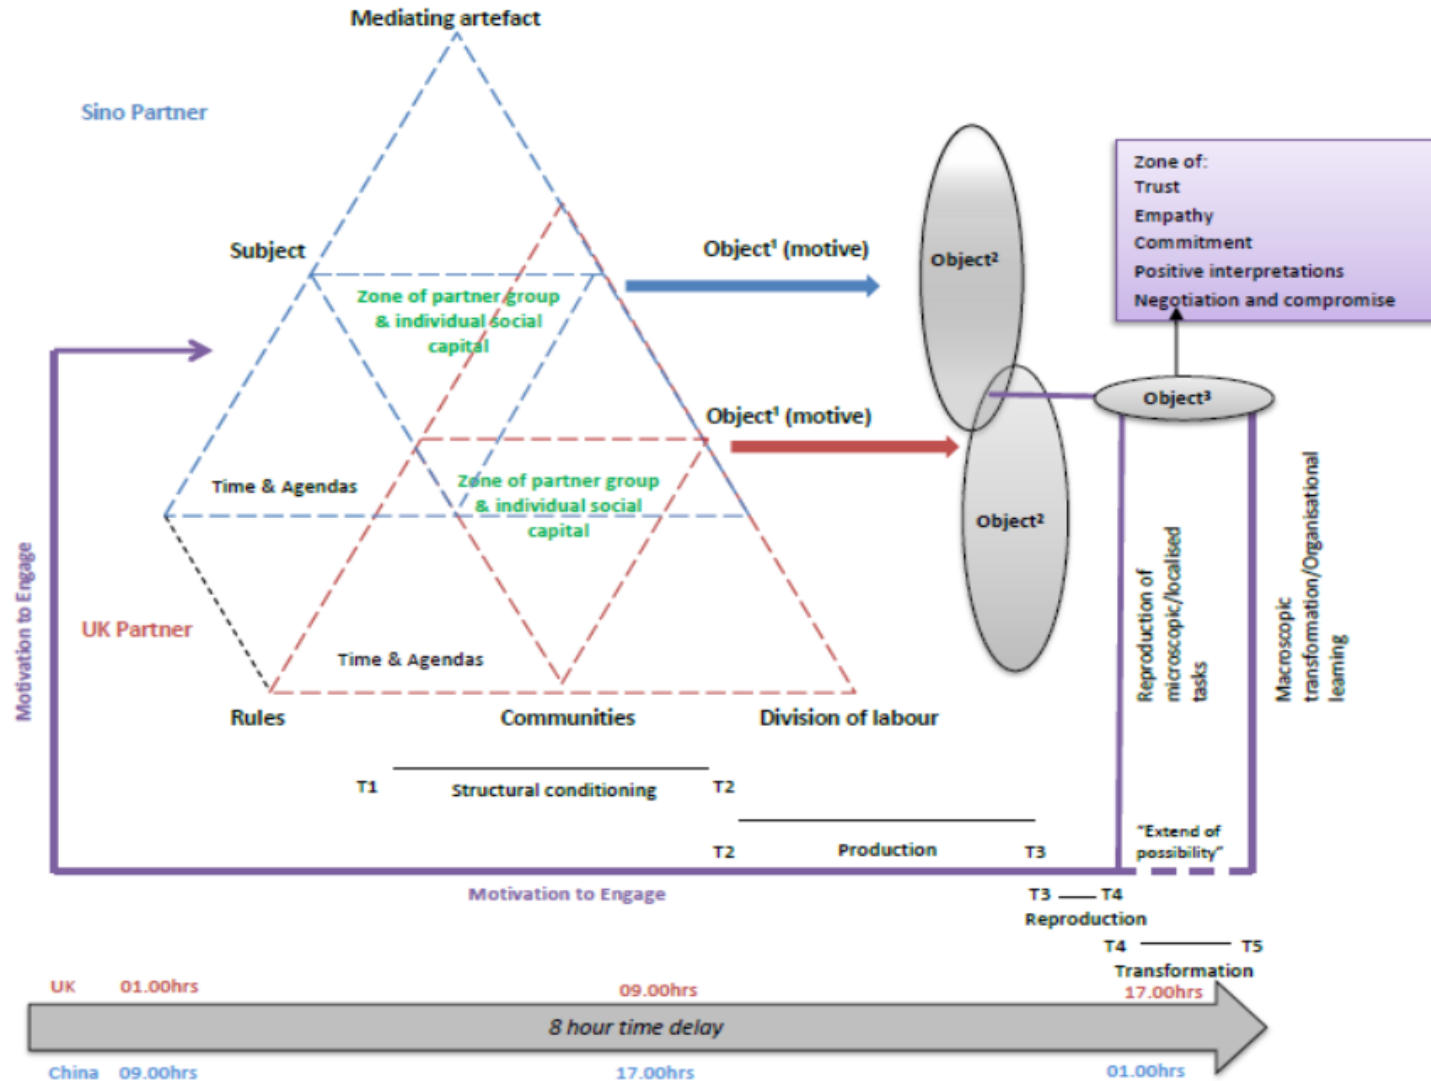 Mediating artefact
Sino Partner
Subject
Zone of partner group
& individual social
capital
Object¹ (motive)
Object²
Zone of:
Trust
Empathy
Commitment
Positive interpretations
Negotiation and compromise
Object³
Object¹ (motive)
Time & Agendas
Zone of partner group
& individual social
capital
Object²
UK Partner
Time & Agendas
Motivation to Engage
Reproduction of
microscopic/localised
tasks
Macroscopic
transformation/Organisational
learning
Rules
Communities
Division of labour
T1
Structural conditioning
T2
T2
Production
T3
"Extend of
possibility"
Motivation to Engage
T3
T4
Reproduction
T4
T5
Transformation
UK
01.00hrs
09.00hrs
17.00hrs
8 hour time delay
China
09.00hrs
17.00hrs
01.00hrs